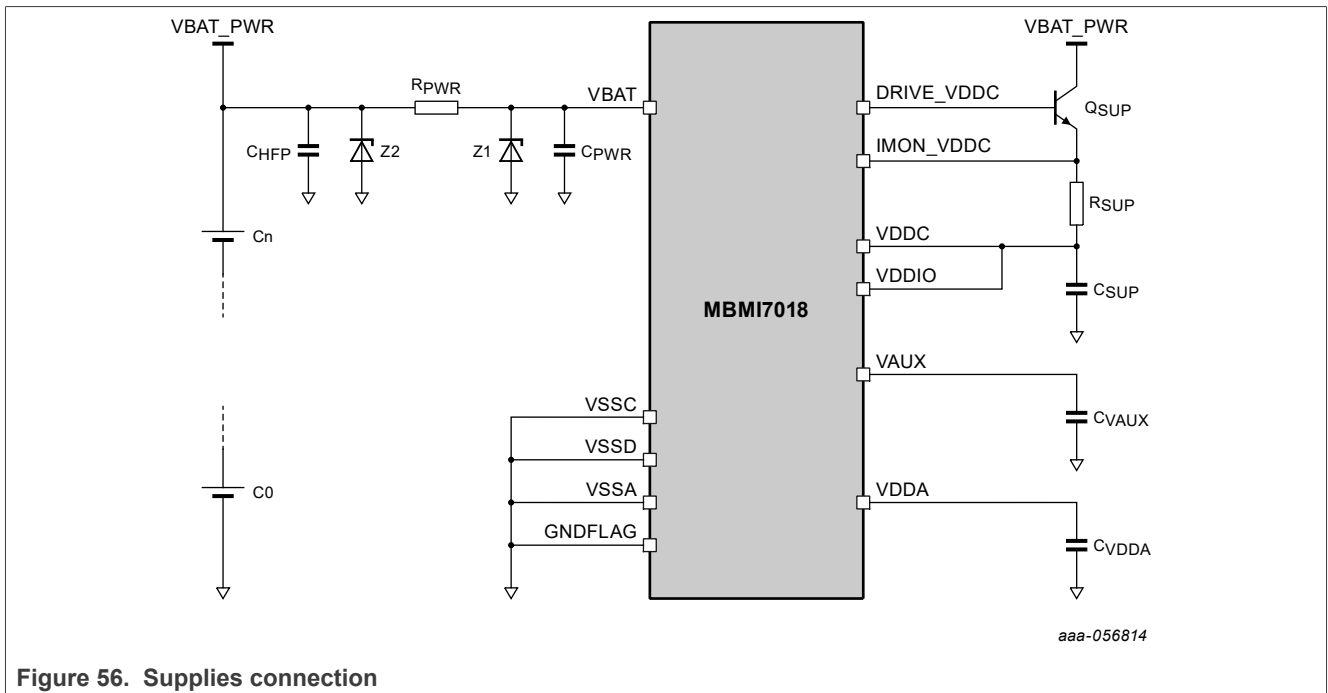 VBAT_PWR
VBAT_PWR
RPWR
VBAT
DRIVE_VDDC
QSUP
CHFP
Z2
Z1
CPWR
IMON_VDDC
RSUP
Cn
VDDC
VDDIO
CSUP
MBMI7018
VAUX
VSSC
CVAUX
VSSD
C0
VSSA
VDDA
GNDFLAG
CVDDA
aaa-056814
Figure 56. Supplies connection